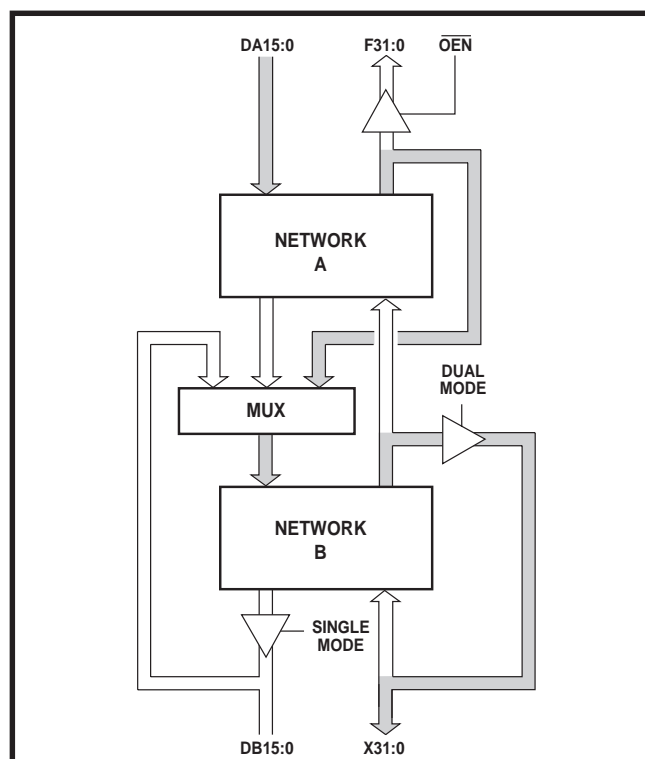 DA15:0
F31:0
OEN
NETWORK
A
DUAL
MODE
MUX
NETWORK
B
SINGLE
MODE
DB15:0
X31:0